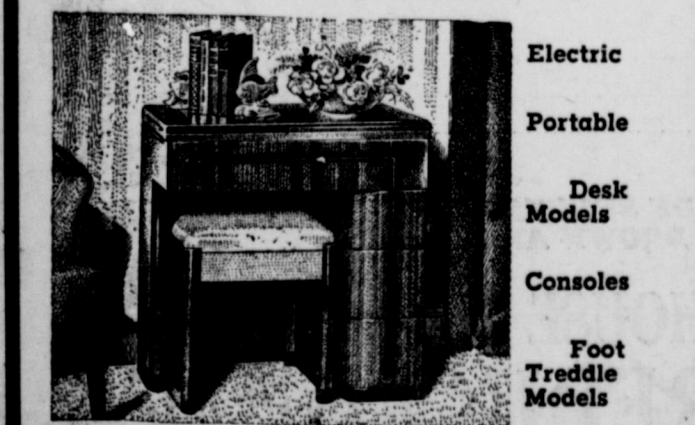 Electric
Portable
Desk
Models
Consoles
Foot
Treddle
Models